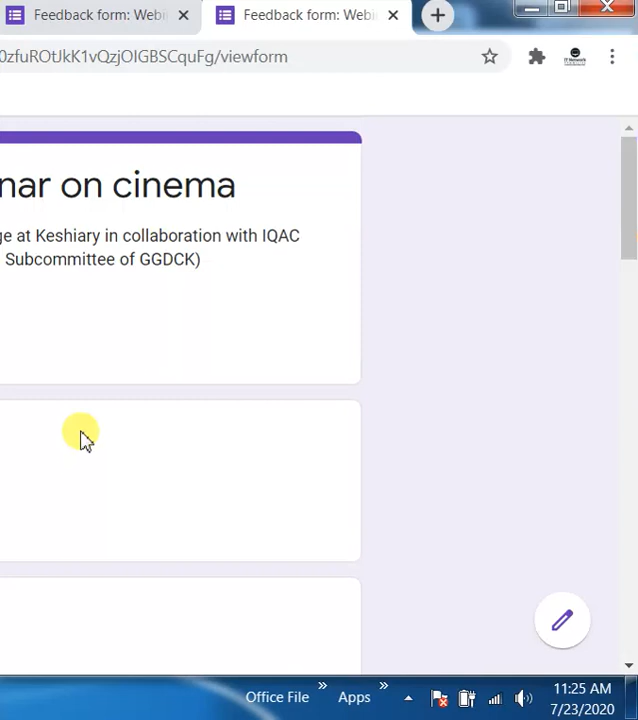 Feedback form: Webi
Feedback form: Webi
0zfuROtJkK1vQzjOIGBSCquFg/viewform
nar on cinema
ge at Keshiary in collaboration with IQAC
Subcommittee of GGDCK)
Office File
»
Apps
»
11:25 AM
7/23/2020